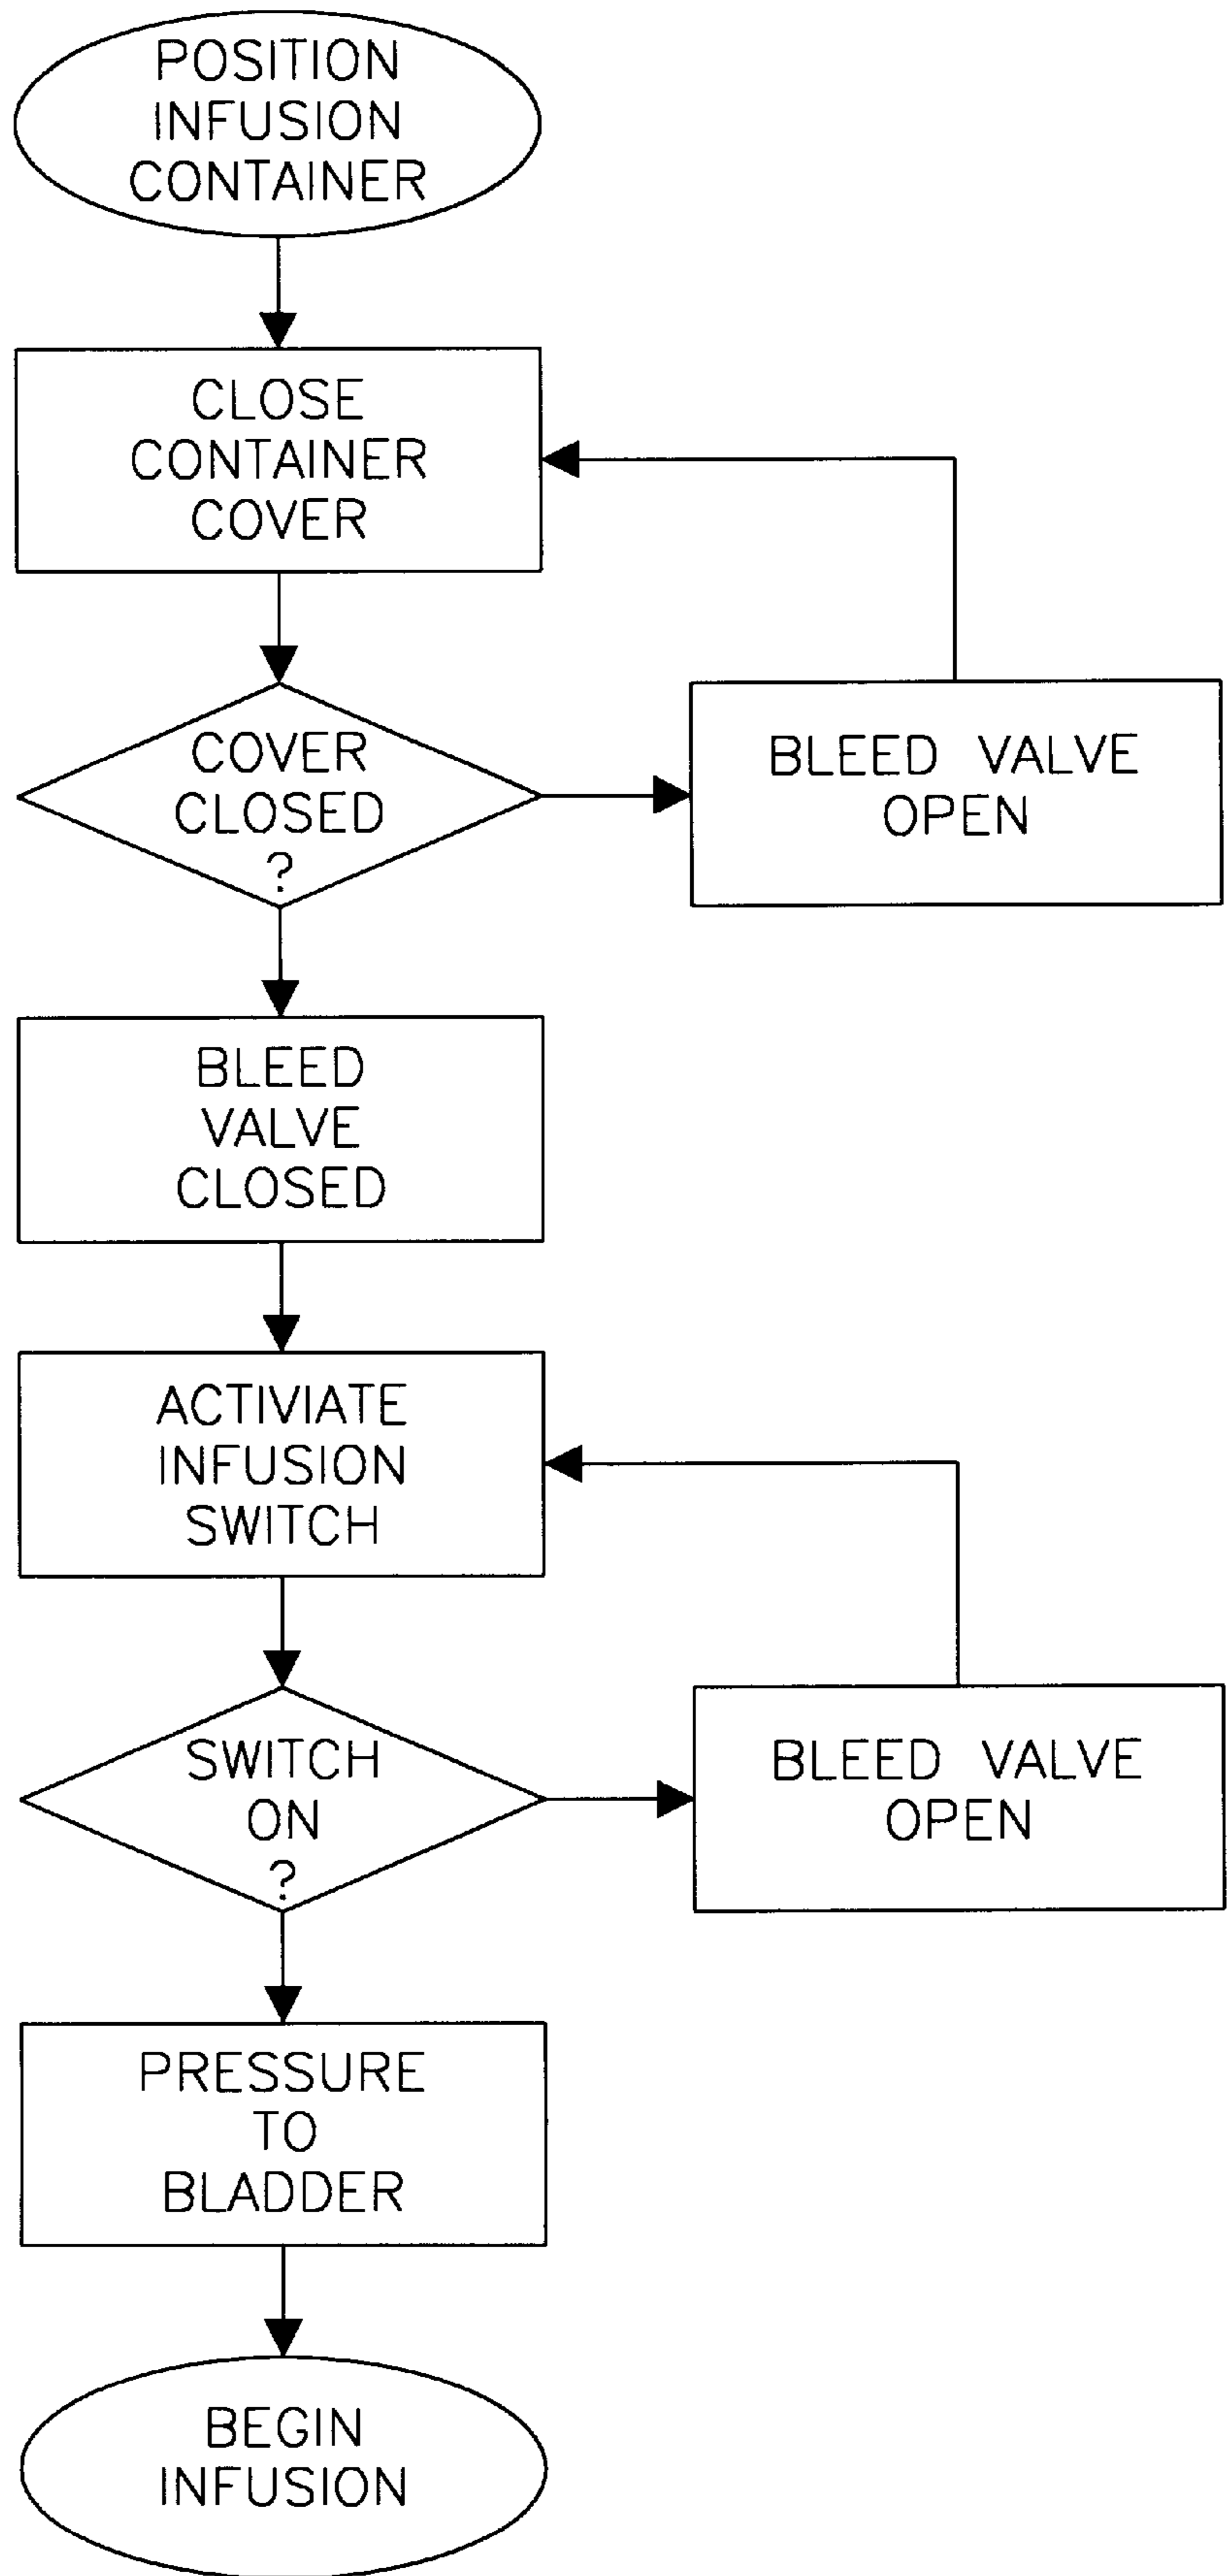 POSITION
INFUSION
CONTAINER
CLOSE
CONTAINER
COVER
COVER
CLOSED
?
BLEED VALVE
OPEN
BLEED
VALVE
CLOSED
ACTIVIATE
INFUSION
SWITCH
SWITCH
ON
?
BLEED VALVE
OPEN
PRESSURE
TO
BLADDER
BEGIN
INFUSION